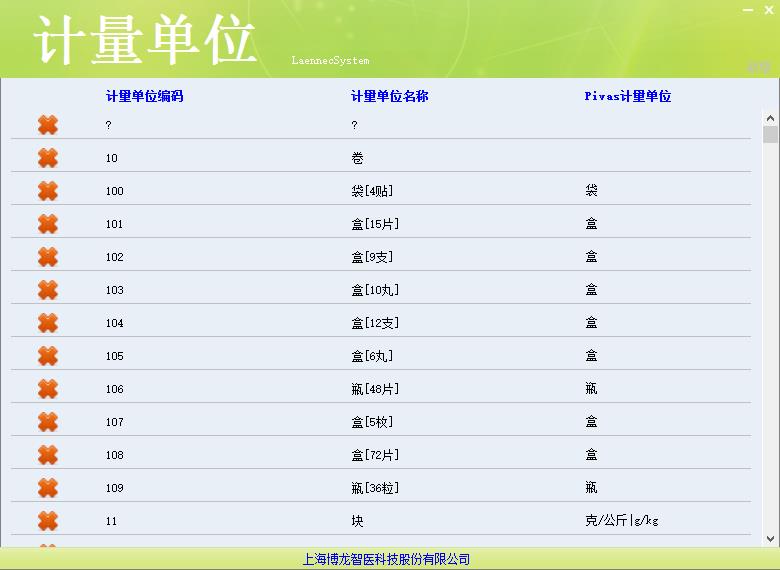 计量单位
LaennecSystem
计量单位编码 计量单位名称 Pivas计量单位
? ?
10 卷
100 袋[4贴] 袋
101 盒[15片] 盒
102 盒[9支] 盒
103 盒[10丸] 盒
104 盒[12支] 盒
105 盒[6丸] 盒
106 瓶[48片] 瓶
107 盒[5枚] 盒
108 盒[72片] 盒
109 瓶[36粒] 瓶
11 块 克/公斤|g/kg
上海博龙智医科技股份有限公司